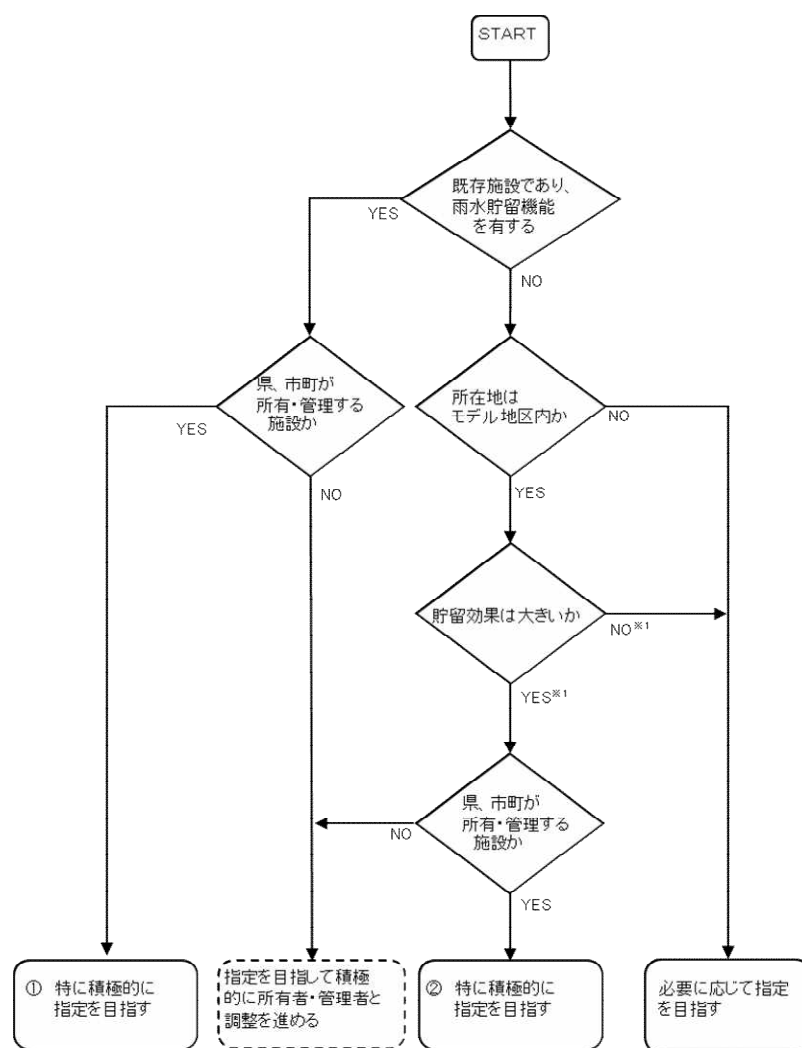 START
既存施設であり、
雨水貯留機能
を有する
YES
NO
県、市町が
所有・管理する
施設か
YES
NO
所在地は
モデル地区内か
NO
YES
貯留効果は大きいか
NO※1
YES※1
県、市町が
所有・管理する
施設か
NO
YES
① 特に積極的に
指定を目指す
指定を目指して積極
的に所有者・管理者と
調整を進める
② 特に積極的に
指定を目指す
必要に応じて指定
を目指す